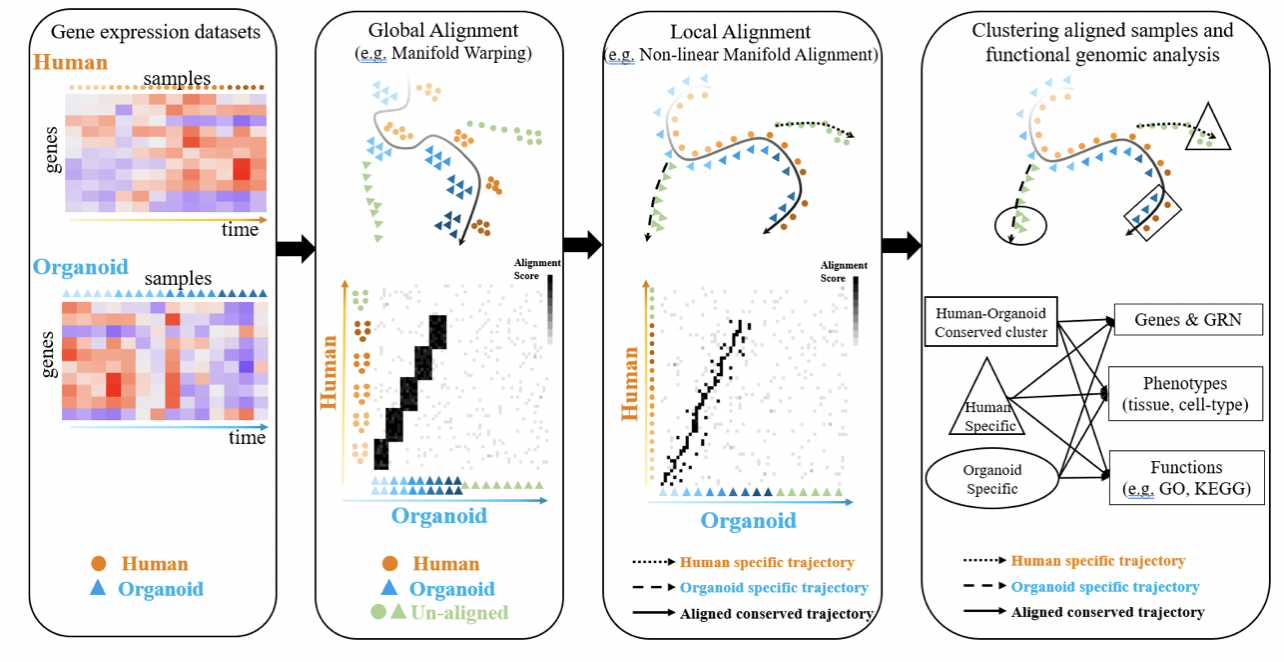 Gene expression datasets
Human
samples
genes
time
Organoid
samples
genes
time
Human
Organoid
Global Alignment
(e.g. Manifold Warping)
Alignment
Score
Human
Organoid
Human
Organoid
Un-aligned
Local Alignment
(e.g. Non-linear Manifold Alignment)
Alignment
Score
Human
Organoid
Human specific trajectory
Organoid specific trajectory
Aligned conserved trajectory
Clustering aligned samples and
functional genomic analysis
Human-Organoid
Conserved cluster
Human
Specific
Organoid
Specific
Genes & GRN
Phenotypes
(tissue, cell-type)
Functions
(e.g. GO, KEGG)
Human specific trajectory
Organoid specific trajectory
Aligned conserved trajectory